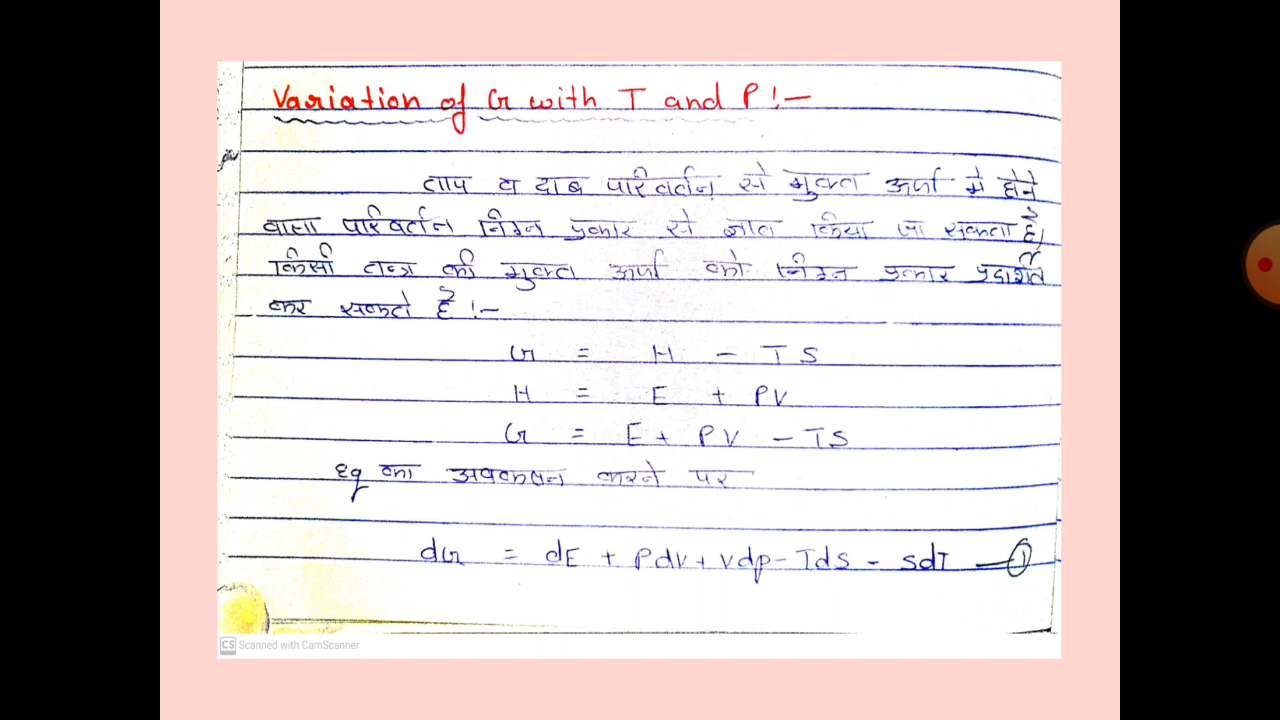 Variation of G with T and P :-
ताप व दाब परिवर्तन से मुक्त ऊर्जा मे होने
वाला परिवर्तन निम्न प्रकार से ज्ञात किया जा सकता है,
किसी तन्त्र की मुक्त ऊर्जा को निम्न प्रकार प्रदर्शित
कर सकते है :-
G = H - TS
H = E + PV
G = E + PV - TS
Eq का अवकलन करने पर
dG = dE + PdV + Vdp - TdS - SdT — ①
CS Scanned with CamScanner